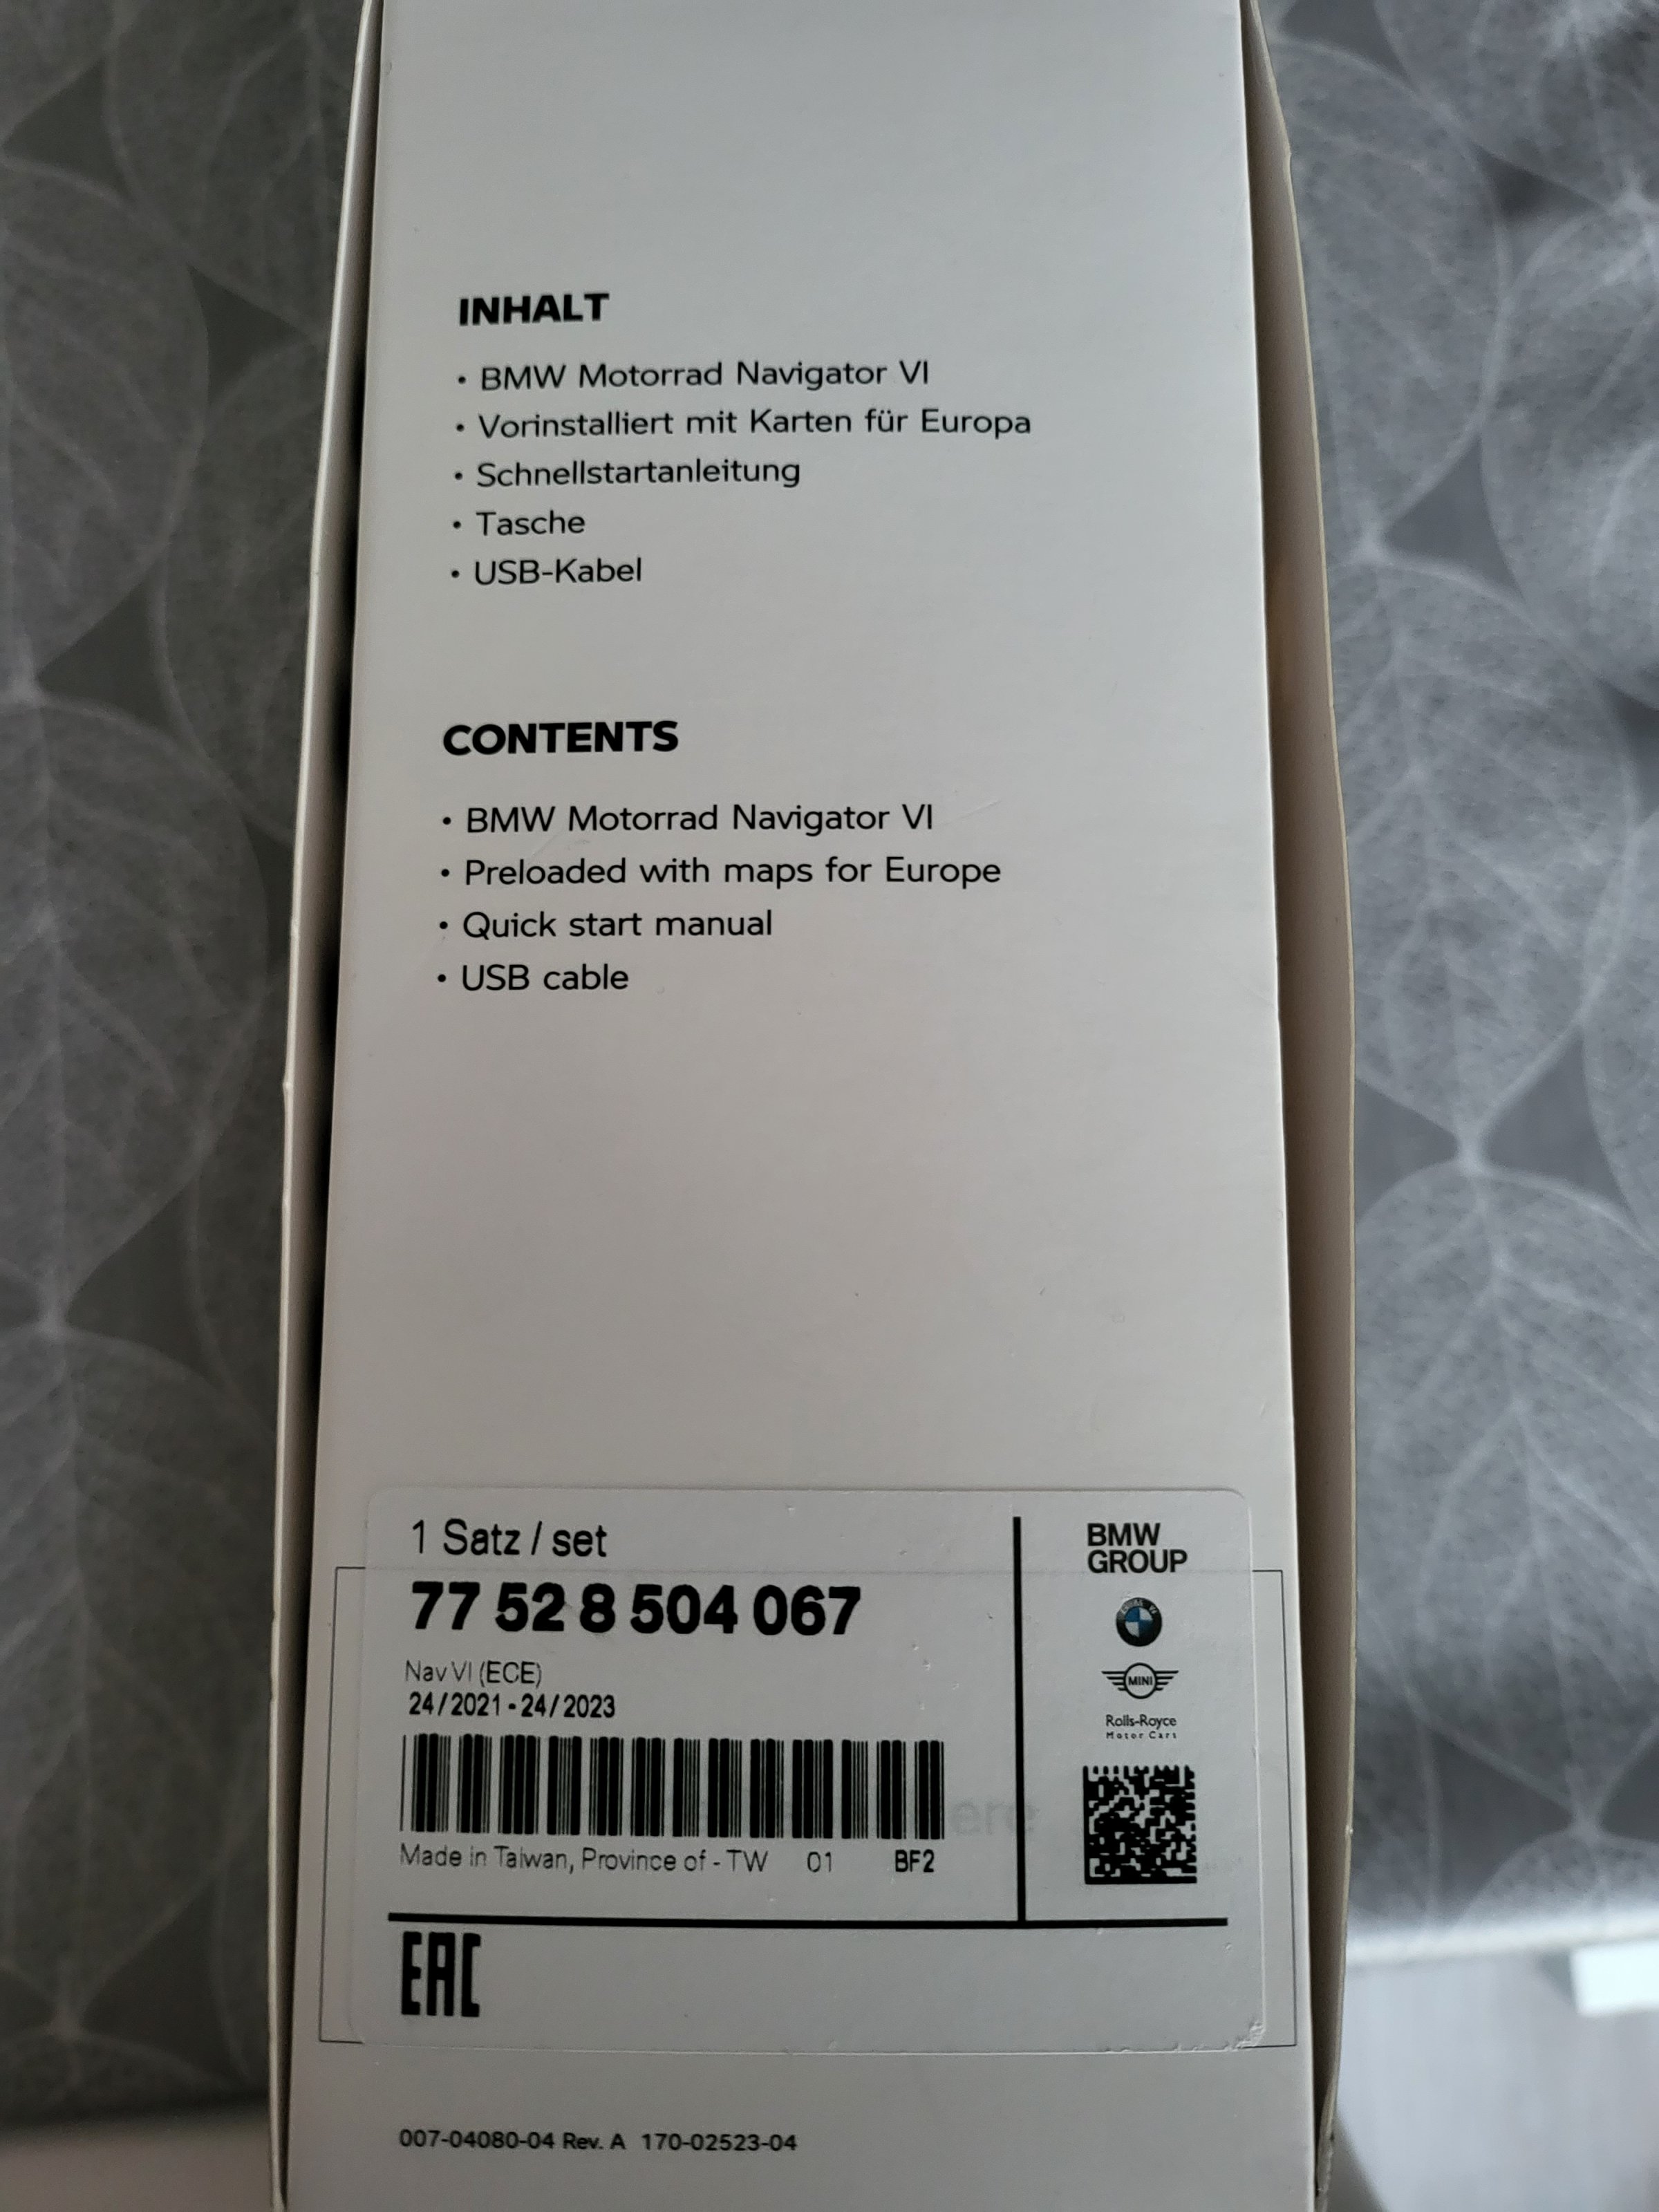 INHALT
• BMW Motorrad Navigator VI
• Vorinstalliert mit Karten für Europa
• Schnellstartanleitung
• Tasche
• USB-Kabel
CONTENTS
• BMW Motorrad Navigator VI
• Preloaded with maps for Europe
• Quick start manual
• USB cable
1 Satz / set
77 52 8 504 067
Nav VI (ECE)
24/2021 - 24/2023
Made in Taiwan, Province of - TW 01 BF2
BMW
GROUP
MINI
Rolls-Royce
Motor Cars
EAC
007-04080-04 Rev. A 170-02523-04